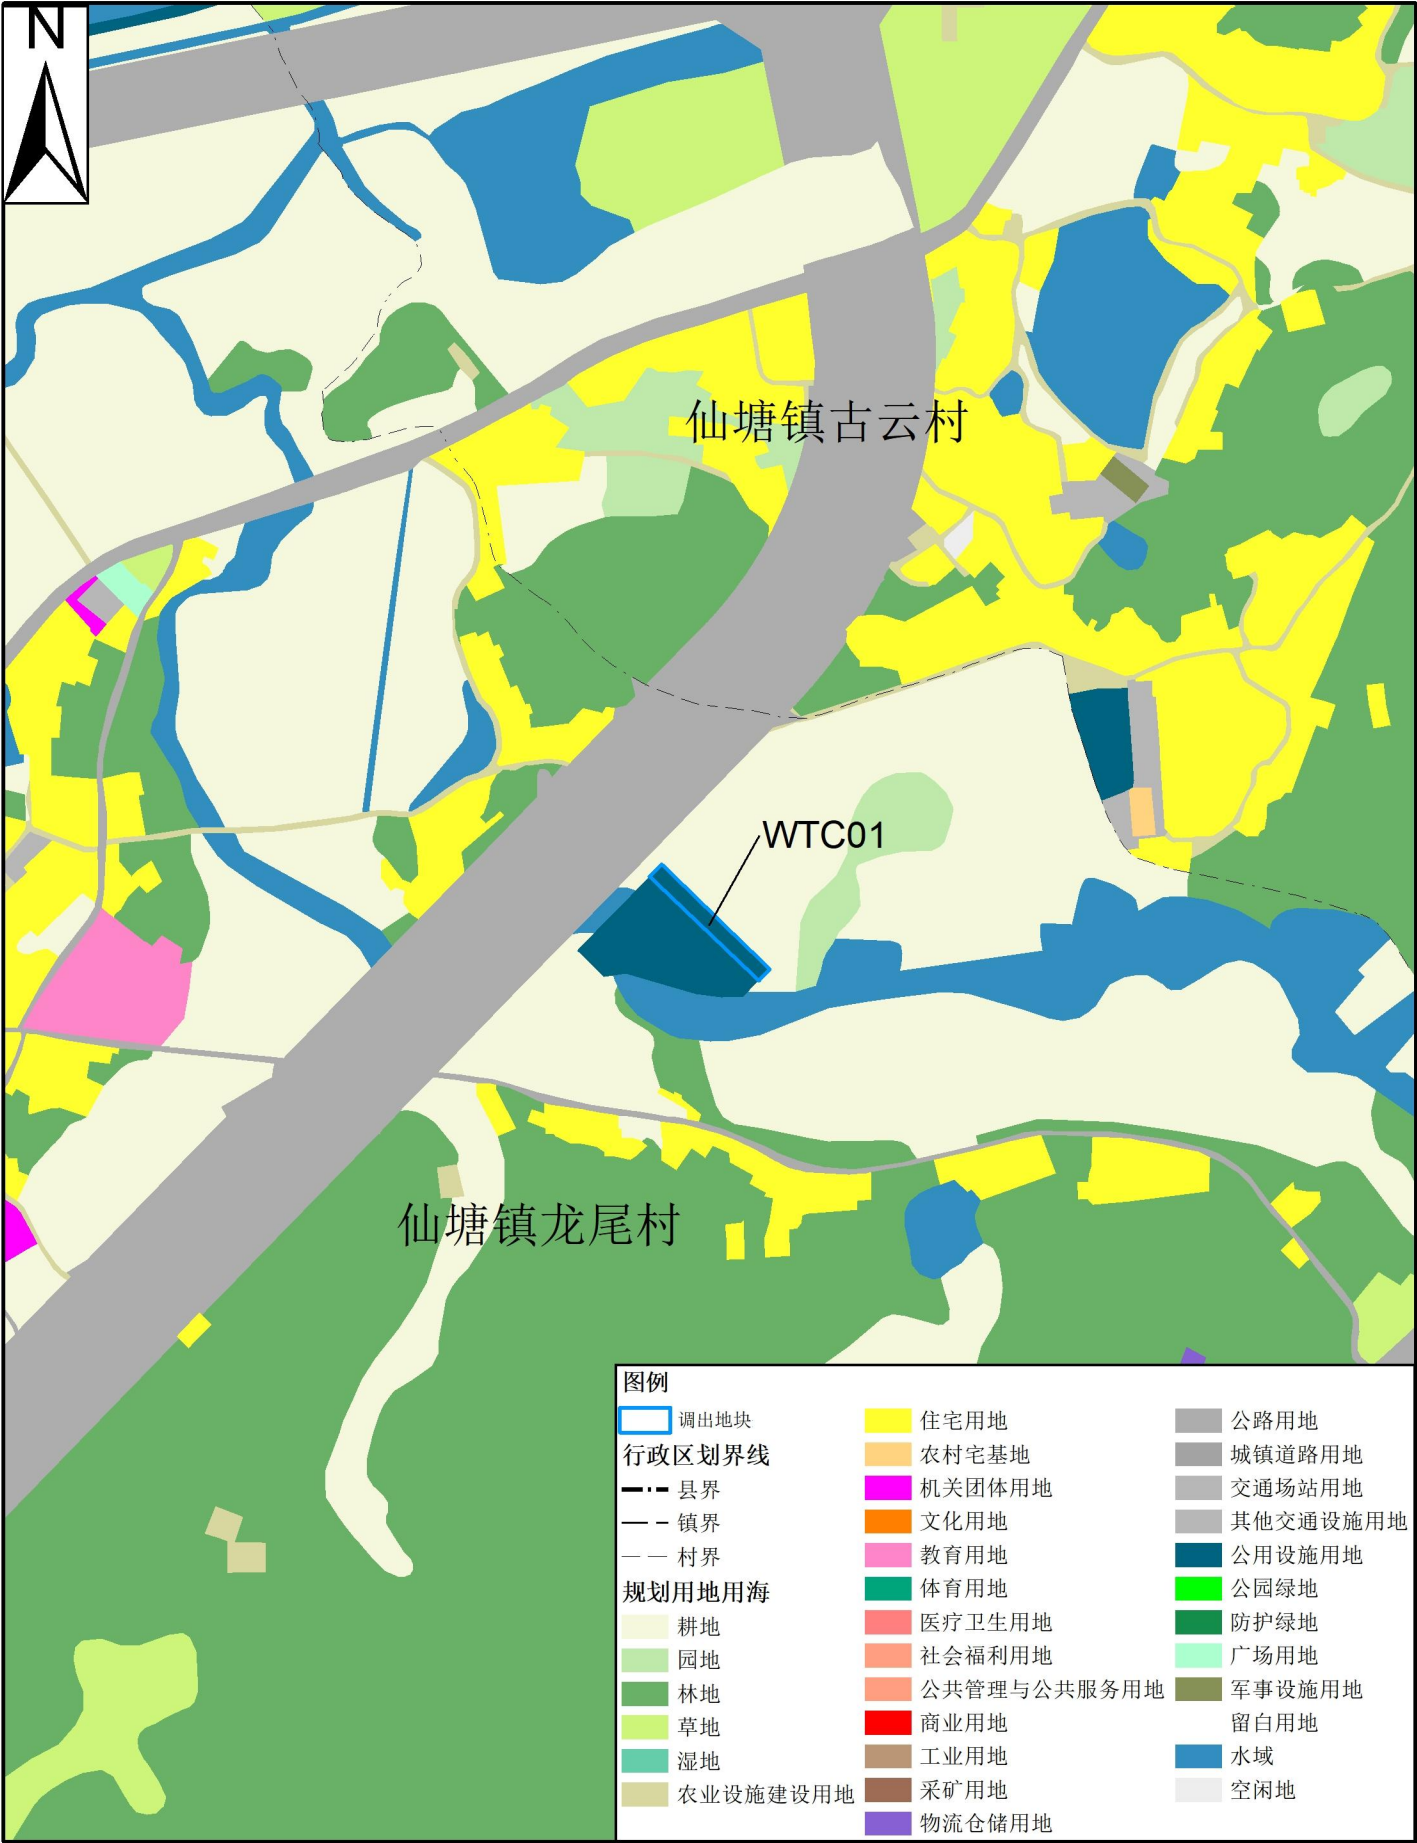 N
仙塘镇古云村
WTC01
仙塘镇龙尾村
图例
调出地块
行政区划界线
县界
镇界
村界
规划用地用海
耕地
园地
林地
草地
湿地
农业设施建设用地
住宅用地
农村宅基地
机关团体用地
文化用地
教育用地
体育用地
医疗卫生用地
社会福利用地
公共管理与公共服务用地
商业用地
工业用地
采矿用地
物流仓储用地
公路用地
城镇道路用地
交通场站用地
其他交通设施用地
公用设施用地
公园绿地
防护绿地
广场用地
军事设施用地
留白用地
水域
空闲地